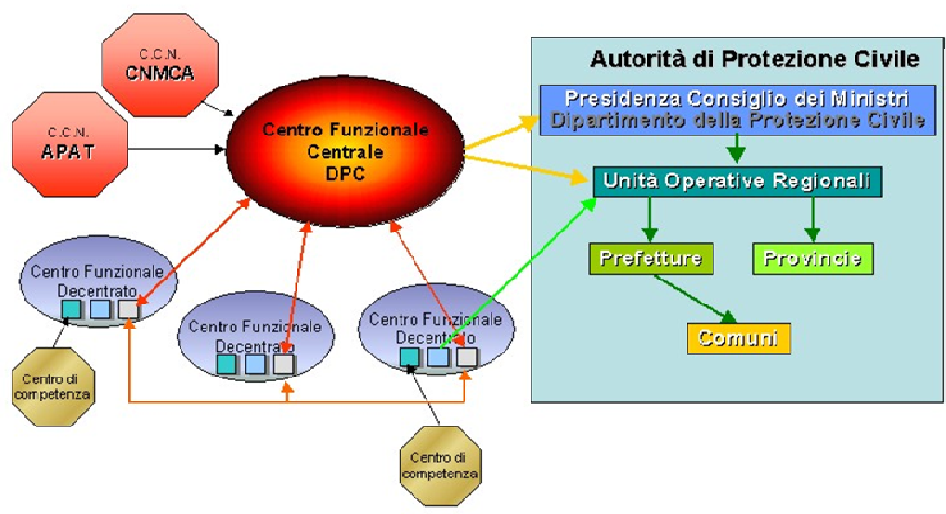 C.C.N.
CNMCA
C.C.N.
APAT
Centro Funzionale
Centrale
DPC
Autorità di Protezione Civile
Presidenza Consiglio dei Ministri
Dipartimento della Protezione Civile
Unità Operative Regionali
Prefetture
Provincie
Comuni
Centro Funzionale
Decentrato
Centro Funzionale
Decentrato
Centro Funzionale
Decentrato
Centro di
competenza
Centro di
competenza